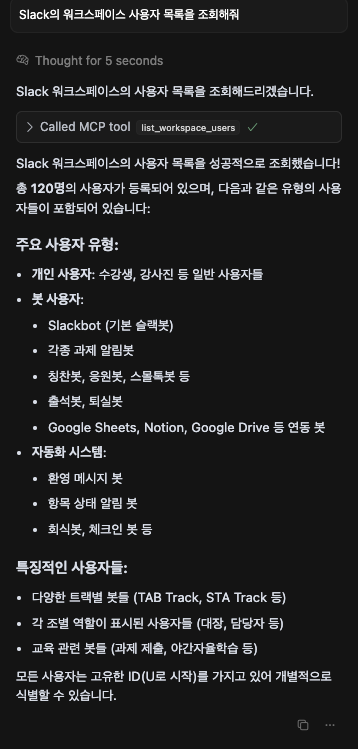 Slack의 워크스페이스 사용자 목록을 조회해줘
Thought for 5 seconds
Slack 워크스페이스의 사용자 목록을 조회해드리겠습니다.
Called MCP tool list_workspace_users
Slack 워크스페이스의 사용자 목록을 성공적으로 조회했습니다!
총 120명의 사용자가 등록되어 있으며, 다음과 같은 유형의 사용
자들이 포함되어 있습니다:
주요 사용자 유형:
• 개인 사용자: 수강생, 강사진 등 일반 사용자들
• 봇 사용자:
• Slackbot (기본 슬랙봇)
• 각종 과제 알림봇
• 칭찬봇, 응원봇, 스몰톡봇 등
• 출석봇, 퇴실봇
• Google Sheets, Notion, Google Drive 등 연동 봇
• 자동화 시스템:
• 환영 메시지 봇
• 항목 상태 알림 봇
• 회식봇, 체크인 봇 등
특징적인 사용자들:
• 다양한 트랙별 봇들 (TAB Track, STA Track 등)
• 각 조별 역할이 표시된 사용자들 (대장, 담당자 등)
• 교육 관련 봇들 (과제 제출, 야간자율학습 등)
모든 사용자는 고유한 ID(U로 시작)를 가지고 있어 개별적으로
식별할 수 있습니다.